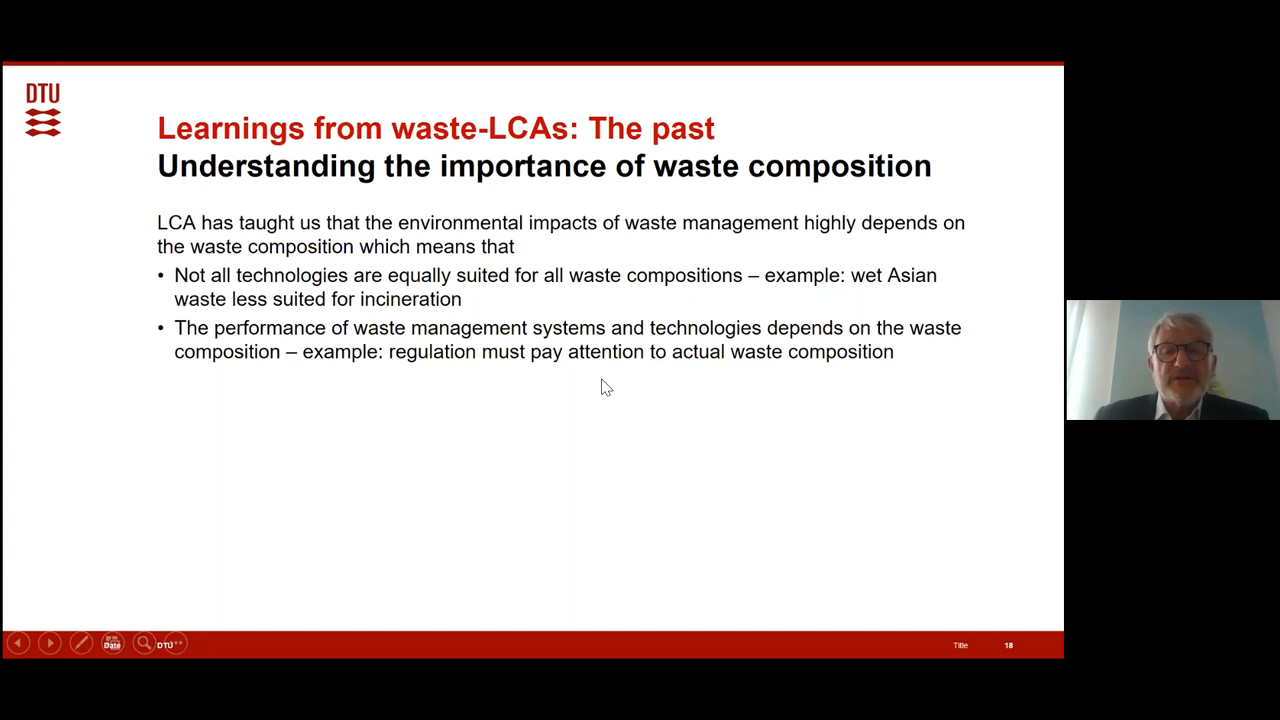 DTU
Learnings from waste-LCAs: The past
Understanding the importance of waste composition
LCA has taught us that the environmental impacts of waste management highly depends on
the waste composition which means that
• Not all technologies are equally suited for all waste compositions – example: wet Asian
waste less suited for incineration
• The performance of waste management systems and technologies depends on the waste
composition – example: regulation must pay attention to actual waste composition
Date DTU Title 18